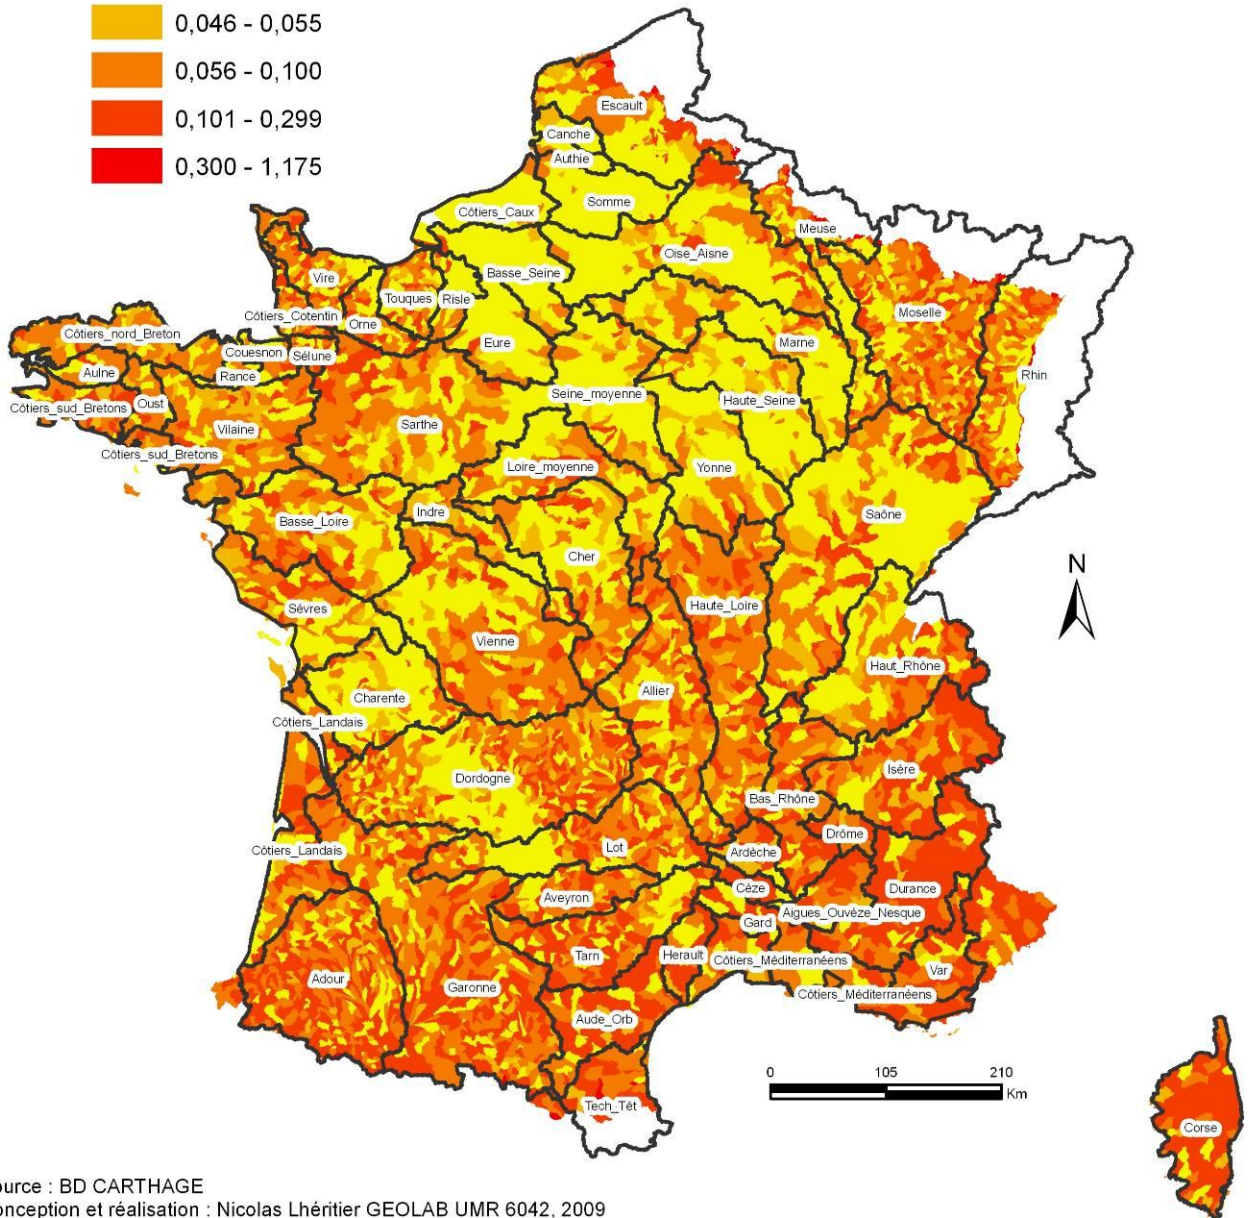 0,046 - 0,055
0,056 - 0,100
0,101 - 0,299
0,300 - 1,175
Escault
Canche
Authie
Somme
Côtiers_Caux
Meuse
Oise_Aisne
Basse_Seine
Vire
Touques
Risle
Moselle
Côtiers_Cotentin
Orne
Côtiers_nord_Breton
Eure
Marne
Couesnon
Sélune
Aulne
Rance
Rhin
Seine_moyenne
Haute_Seine
Côtiers_sud_Bretons
Oust
Vilaine
Sarthe
Côtiers_sud_Bretons
Loire_moyenne
Yonne
Indre
Saône
Basse_Loire
Cher
N
Haute_Loire
Sèvres
Vienne
Haut_Rhône
Charente
Allier
Côtiers_Landais
Isère
Dordogne
Bas_Rhône
Drôme
Côtiers_Landais
Lot
Ardèche
Cèze
Durance
Aveyron
Aigues_Ouvèze_Nesque
Gard
Tarn
Herault
Côtiers_Méditerranéens
Var
Adour
Garonne
Côtiers_Méditerranéens
Aude_Orb
0 105 210
Km
Tech_Têt
Corse
ource : BD CARTHAGE
onception et réalisation : Nicolas Lhéritier GEOLAB UMR 6042, 2009